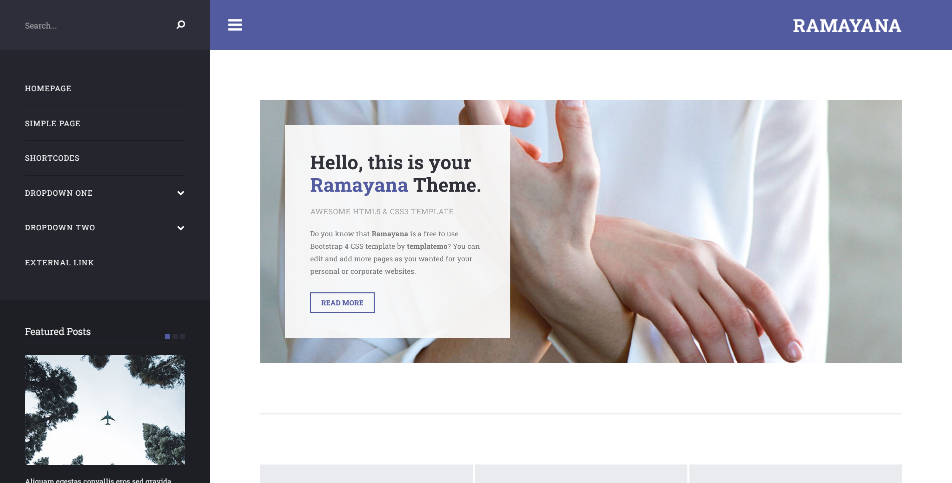 Search...
RAMAYANA
HOMEPAGE
SIMPLE PAGE
SHORTCODES
DROPDOWN ONE
DROPDOWN TWO
EXTERNAL LINK
Featured Posts
Aliquam egestas convallis eros sed gravida
Hello, this is your
Ramayana Theme.
AWESOME HTML5 & CSS3 TEMPLATE
Do you know that Ramayana is a free to use
Bootstrap 4 CSS template by templatemo? You can
edit and add more pages as you wanted for your
personal or corporate websites.
READ MORE